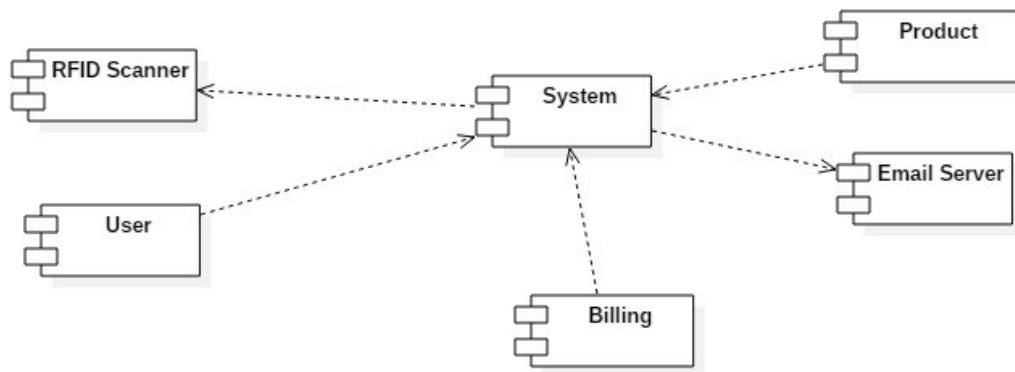 Product
RFID Scanner
System
Email Server
User
Billing